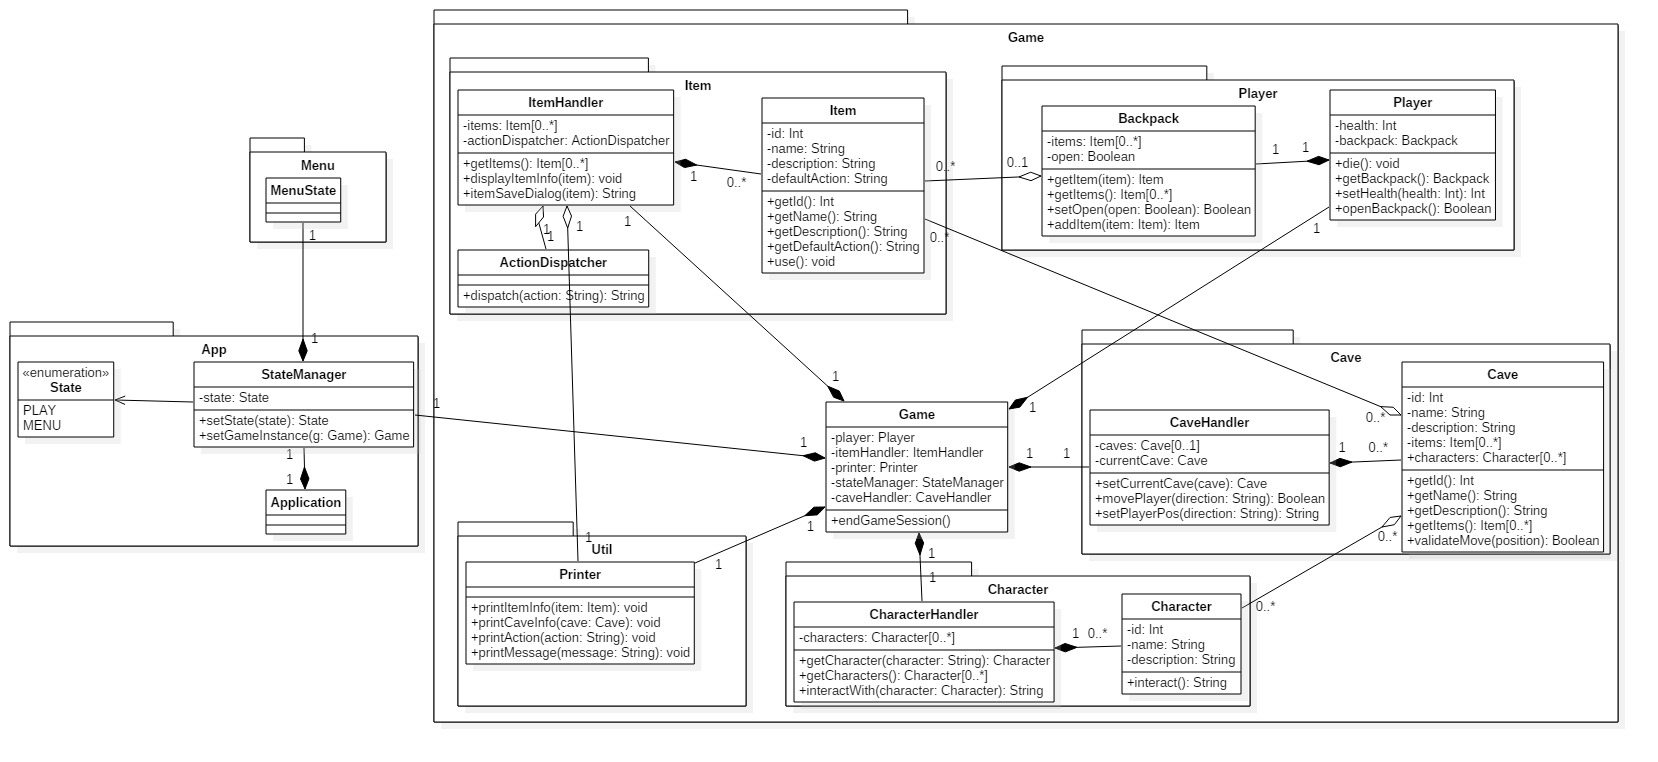 Game
Item
ItemHandler
-items: Item[0..*]
-actionDispatcher: ActionDispatcher
+getItems(): Item[0..*]
+displayItemInfo(item): void
+itemSaveDialog(item): String
1
0..*
Item
-id: Int
-name: String
-description: String
-defaultAction: String
+getId(): Int
+getName(): String
+getDescription(): String
+getDefaultAction(): String
+use(): void
1
1
1
1
ActionDispatcher
+dispatch(action: String): String
0..*
0..1
0..*
Player
Backpack
-items: Item[0..*]
-open: Boolean
+getItem(item): Item
+getItems(): Item[0..*]
+setOpen(open: Boolean): Boolean
+addItem(item: Item): Item
1
1
Player
-health: Int
-backpack: Backpack
+die(): void
+getBackpack(): Backpack
+setHealth(health: Int): Int
+openBackpack(): Boolean
1
Menu
MenuState
1
1
App
«enumeration»
State
PLAY
MENU
StateManager
-state: State
+setState(state): State
+setGameInstance(g: Game): Game
1
1
Application
1
1
1
1
Game
-player: Player
-itemHandler: ItemHandler
-printer: Printer
-stateManager: StateManager
-caveHandler: CaveHandler
+endGameSession()
1
1
1
1
Cave
CaveHandler
-caves: Cave[0..1]
-currentCave: Cave
+setCurrentCave(cave): Cave
+movePlayer(direction: String): Boolean
+setPlayerPos(direction: String): String
1
0..*
0..*
Cave
-id: Int
-name: String
-description: String
-items: Item[0..*]
+characters: Character[0..*]
+getId(): Int
+getName(): String
+getDescription(): String
+getItems(): Item[0..*]
+validateMove(position): Boolean
0..*
Util
1
1
Printer
+printItemInfo(item: Item): void
+printCaveInfo(cave: Cave): void
+printAction(action: String): void
+printMessage(message: String): void
1
1
Character
CharacterHandler
-characters: Character[0..*]
+getCharacter(character: String): Character
+getCharacters(): Character[0..*]
+interactWith(character: Character): String
1
0..*
Character
-id: Int
-name: String
-description: String
+interact(): String
0..*